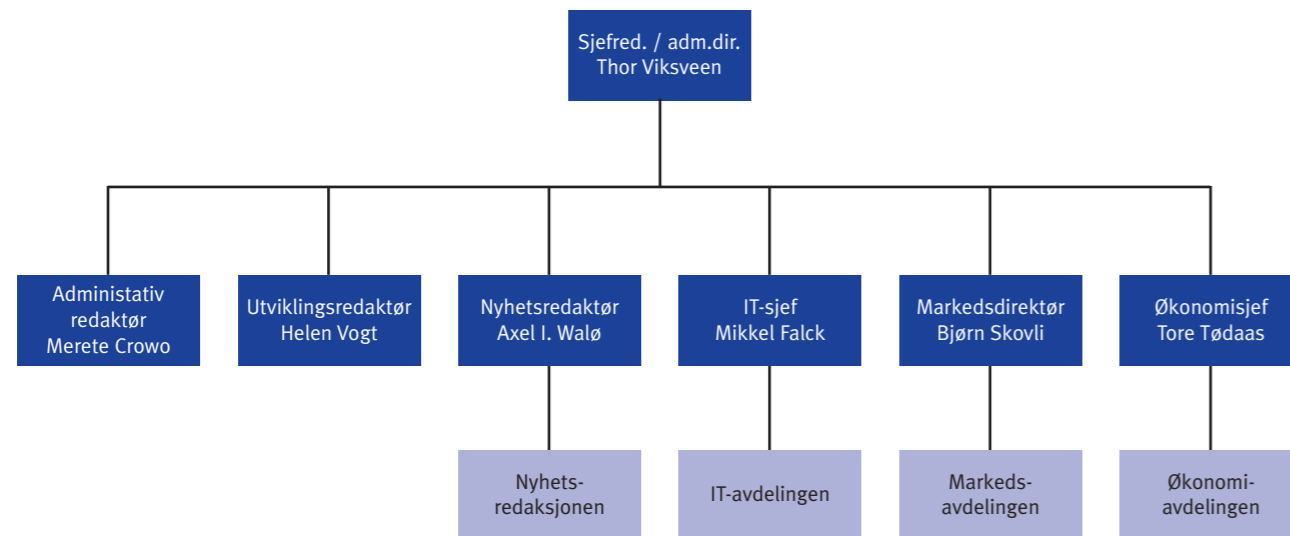 Sjefred. / adm.dir.
Thor Viksveen
Administativ
redaktør
Merete Crowo
Utviklingsredaktør
Helen Vogt
Nyhetsredaktør
Axel I. Walø
IT-sjef
Mikkel Falck
Markedsdirektør
Bjørn Skovli
Økonomisjef
Tore Tødaas
Nyhets-
redaksjonen
IT-avdelingen
Markeds-
avdelingen
Økonomi-
avdelingen